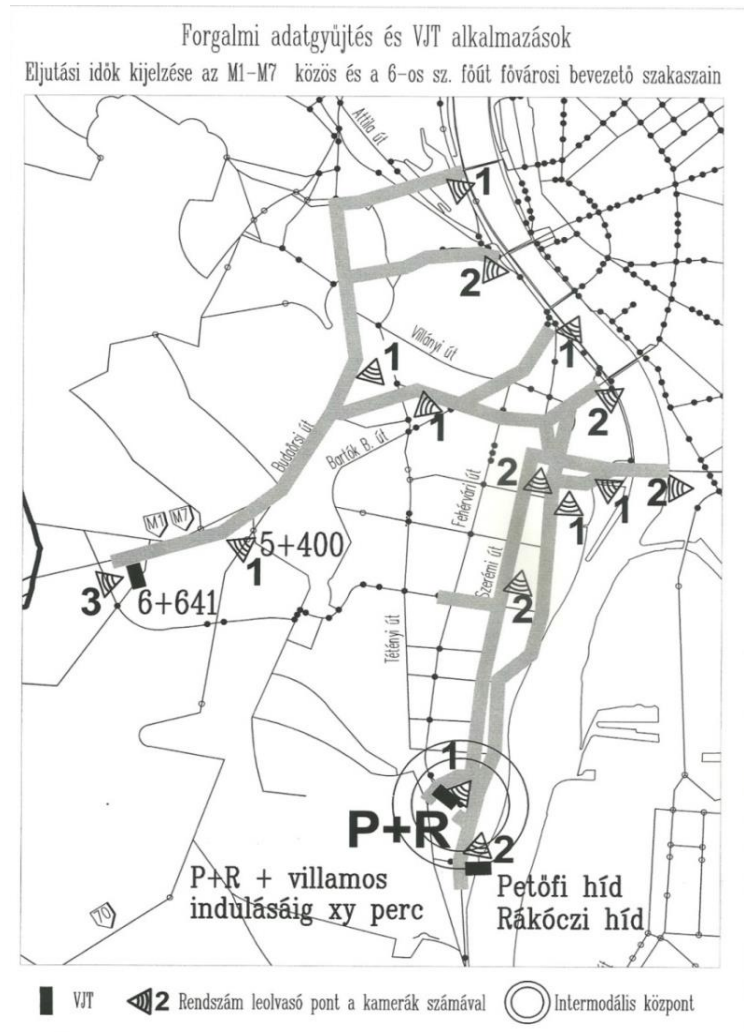 Forgalmi adatgyüjtés és VJT alkalmazások
Eljutási idők kijelzése az M1-M7 közös és a 6-os sz. főút fővárosi bevezető szakaszain
Attila út
1
2
Villányi út
1
1
1
2
Budaörsi út
Bartók B. út
Fehérvári út
2
1
1
2
M1 M7
5+400
1
3
6+641
Szerémi út
2
Tétényi út
1
P+R
2
P+R + villamos
indulásáig xy perc
Petőfi híd
Rákóczi híd
70
VJT
2 Rendszám leolvasó pont a kamerák számával
Intermodális központ